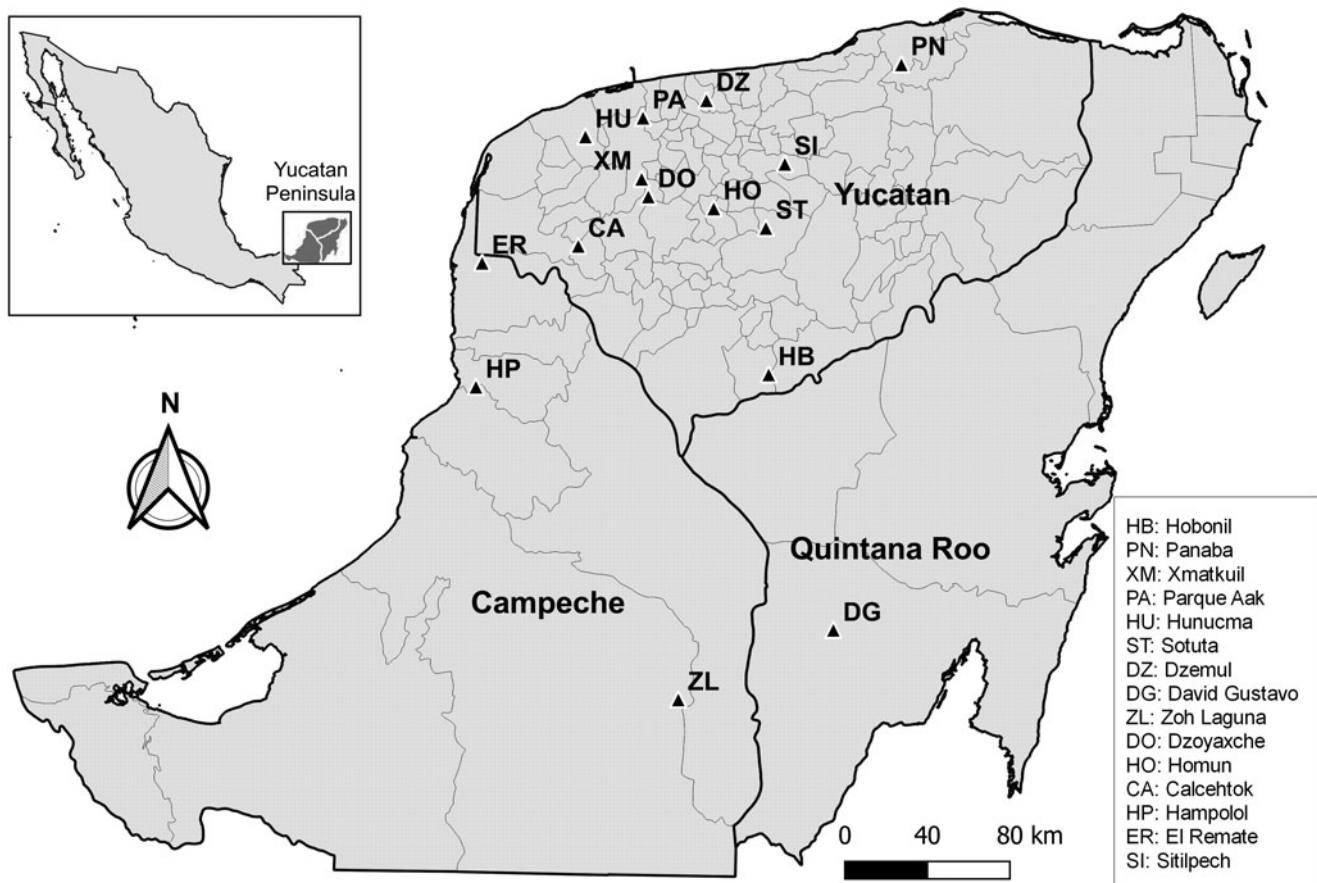 Yucatan
Peninsula
PN
DZ
PA
HU
SI
XM
DO
HO
Yucatan
ST
CA
ER
HB
HP
N
Quintana Roo
Campeche
DG
ZL
HB: Hobonil
PN: Panaba
XM: Xmatkuil
PA: Parque Aak
HU: Hunucma
ST: Sotuta
DZ: Dzemul
DG: David Gustavo
ZL: Zoh Laguna
DO: Dzoyaxche
HO: Homun
CA: Calcehtok
HP: Hampolol
ER: El Remate
SI: Sitilpech
0 40 80 km